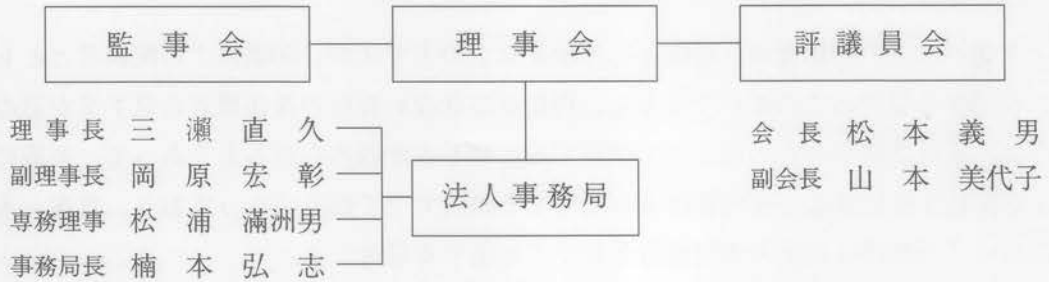 監事会 理事会 評議員会
理事長 三瀬直久
副理事長 岡原宏彰
専務理事 松浦滿洲男
事務局長 楠本弘志
法人事務局
会長 松本義男
副会長 山本美代子